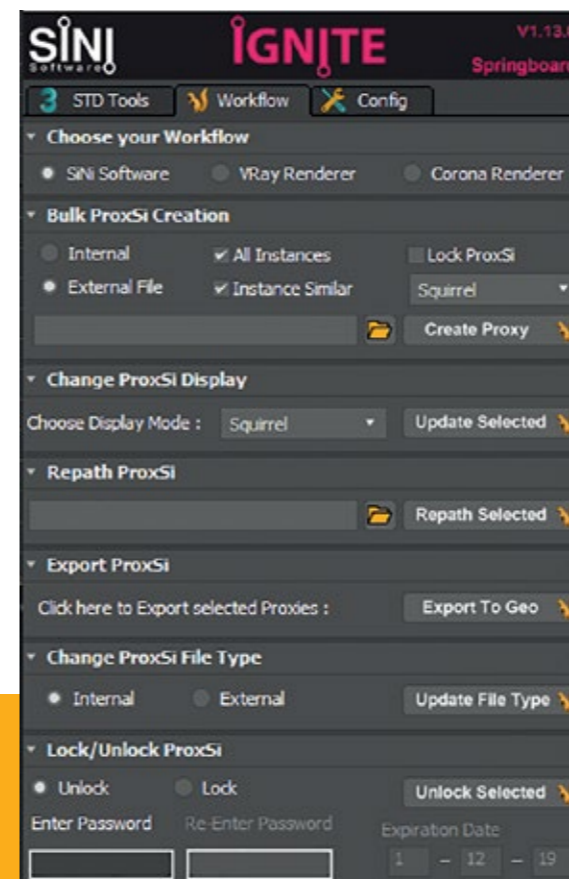 SiNi IGNITE V1.13.
Software Springboar
STD Tools Workflow Config
Choose your Workflow
SiNi Software VRay Renderer Corona Renderer
Bulk ProxSi Creation
Internal All Instances Lock ProxSi
External File Instance Similar Squirrel
Create Proxy
Change ProxSi Display
Choose Display Mode : Squirrel Update Selected
Repath ProxSi
Repath Selected
Export ProxSi
Click here to Export selected Proxies : Export To Geo
Change ProxSi File Type
Internal External Update File Type
Lock/Unlock ProxSi
Unlock Lock Unlock Selected
Enter Password Re-Enter Password Expiration Date
1 - 12 - 19